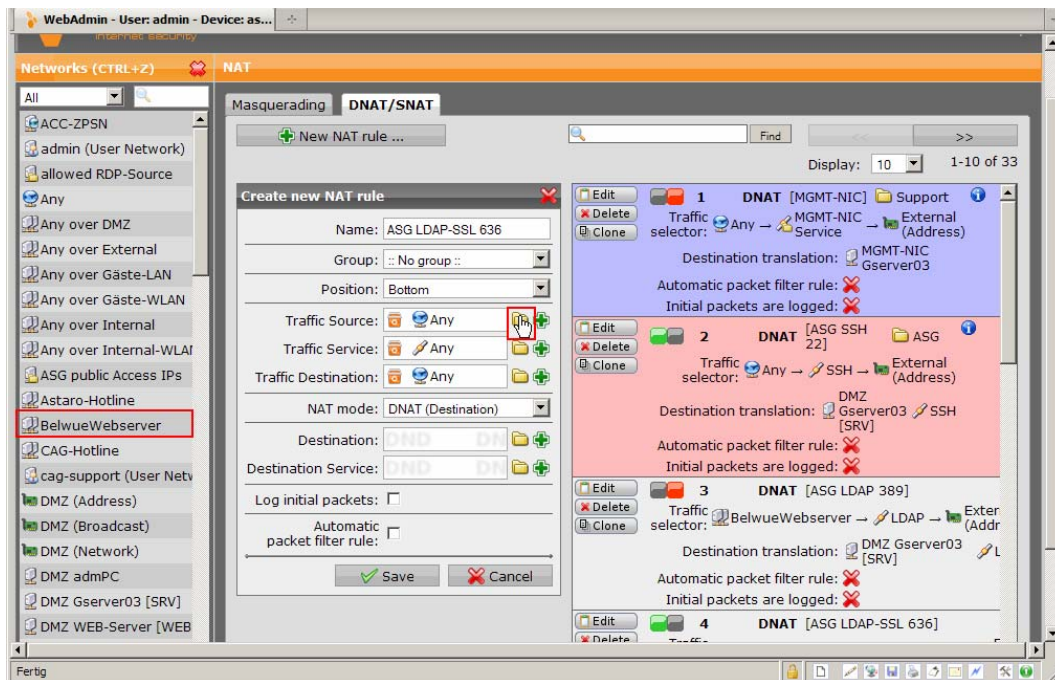 WebAdmin - User: admin - Device: as...
internet security
Networks (CTRL+Z)
NAT
All
ACC-ZPSN
admin (User Network)
allowed RDP-Source
Any
Any over DMZ
Any over External
Any over Gäste-LAN
Any over Gäste-WLAN
Any over Internal
Any over Internal-WLAN
ASG public Access IPs
Astaro-Hotline
BelwueWebserver
CAG-Hotline
cag-support (User Netw
DMZ (Address)
DMZ (Broadcast)
DMZ (Network)
DMZ admPC
DMZ Gserver03 [SRV]
DMZ WEB-Server [WEB
Masquerading
DNAT/SNAT
New NAT rule ...
Find
<<
>>
Display: 10
1-10 of 33
Create new NAT rule
Name: ASG LDAP-SSL 636
Group: :: No group ::
Position: Bottom
Traffic Source: Any
Traffic Service: Any
Traffic Destination: Any
NAT mode: DNAT (Destination)
Destination: DND DN
Destination Service: DND DN
Log initial packets:
Automatic
packet filter rule:
Save
Cancel
Edit
Delete
Clone
1 DNAT [MGMT-NIC] Support
Traffic selector: Any → MGMT-NIC Service → External (Address)
Destination translation: MGMT-NIC Gserver03
Automatic packet filter rule:
Initial packets are logged:
Edit
Delete
Clone
2 DNAT [ASG SSH 22] ASG
Traffic selector: Any → SSH → External (Address)
Destination translation: DMZ Gserver03 [SRV] SSH
Automatic packet filter rule:
Initial packets are logged:
Edit
Delete
Clone
3 DNAT [ASG LDAP 389]
Traffic selector: BelwueWebserver → LDAP → Exter (Addr
Destination translation: DMZ Gserver03 [SRV] L
Automatic packet filter rule:
Initial packets are logged:
Edit
Delete
4 DNAT [ASG LDAP-SSL 636]
Fertig